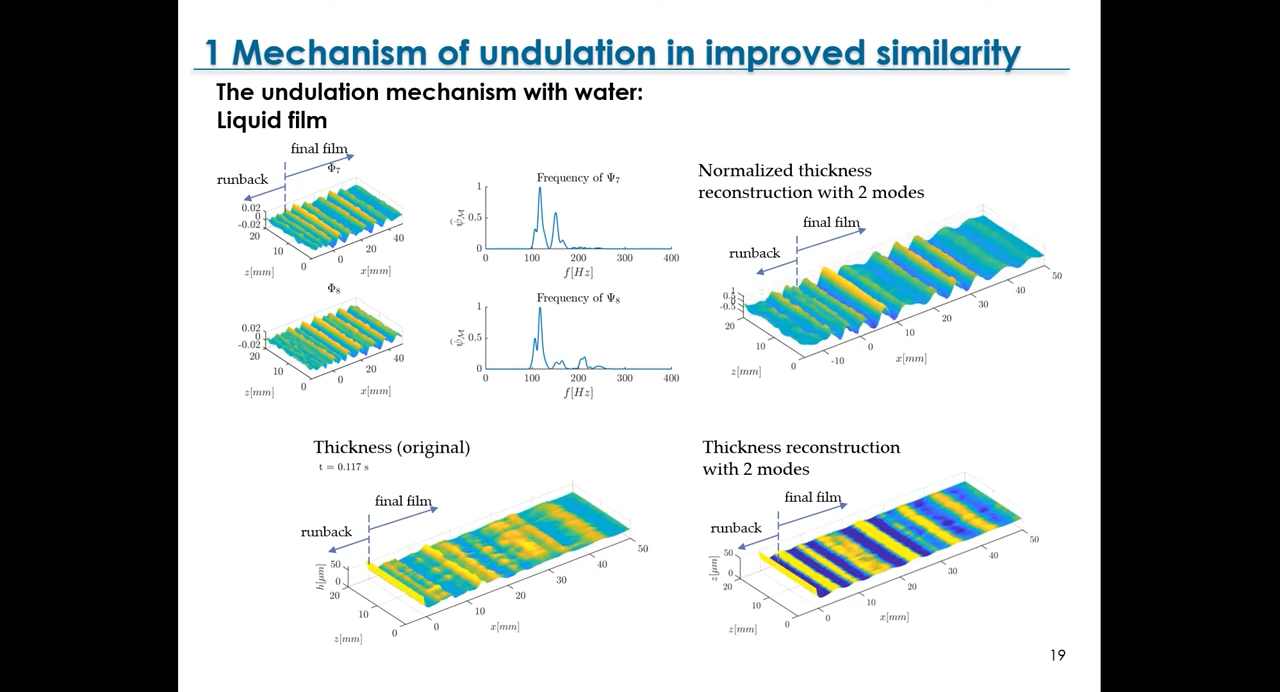 1 Mechanism of undulation in improved similarity
The undulation mechanism with water:
Liquid film
final film
runback
Φ7
0.02
0
-0.02
20
10
0
z[mm]
0
20
40
x[mm]
Frequency of Ψ7
1
0.5
0
0 100 200 300 400
f[Hz]
Φ8
0.02
0
-0.02
20
10
0
z[mm]
0
20
40
x[mm]
Frequency of Ψ8
1
0.5
0
0 100 200 300 400
f[Hz]
Normalized thickness
reconstruction with 2 modes
final film
runback
1
-0.5
20
10
0
z[mm]
-10
0
10
20
30
40
50
x[mm]
Thickness (original)
t = 0.117 s
final film
runback
h[μm]
50
0
20
10
0
z[mm]
0
10
20
30
40
50
x[mm]
Thickness reconstruction
with 2 modes
final film
runback
z[μm]
50
0
20
10
0
z[mm]
0
10
20
30
40
50
x[mm]
19